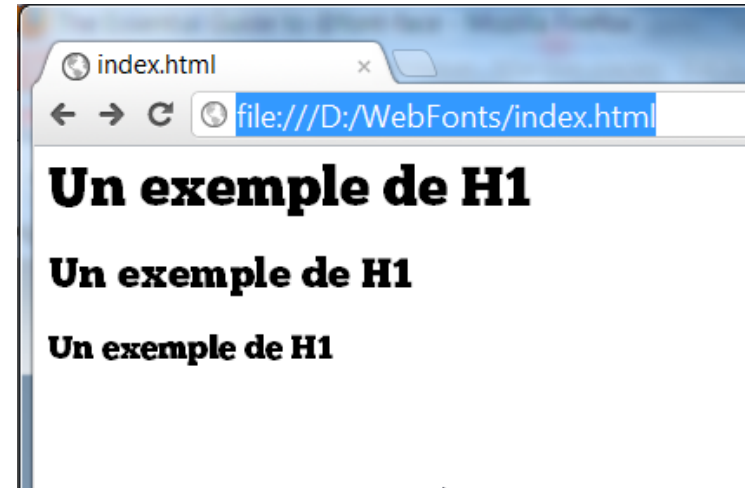 index.html
file:///D:/WebFonts/index.html
Un exemple de H1
Un exemple de H1
Un exemple de H1